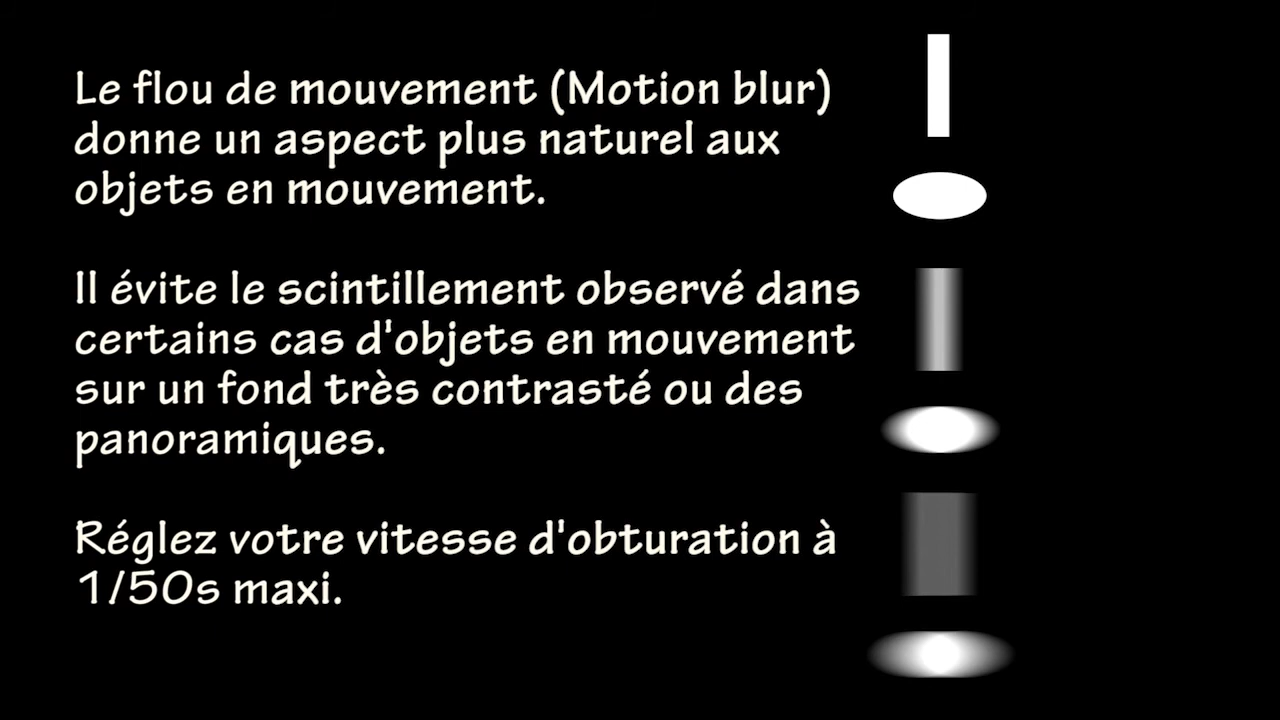 Le flou de mouvement (Motion blur)
donne un aspect plus naturel aux
objets en mouvement.
Il évite le scintillement observé dans
certains cas d'objets en mouvement
sur un fond très contrasté ou des
panoramiques.
Réglez votre vitesse d'obturation à
1/50s maxi.